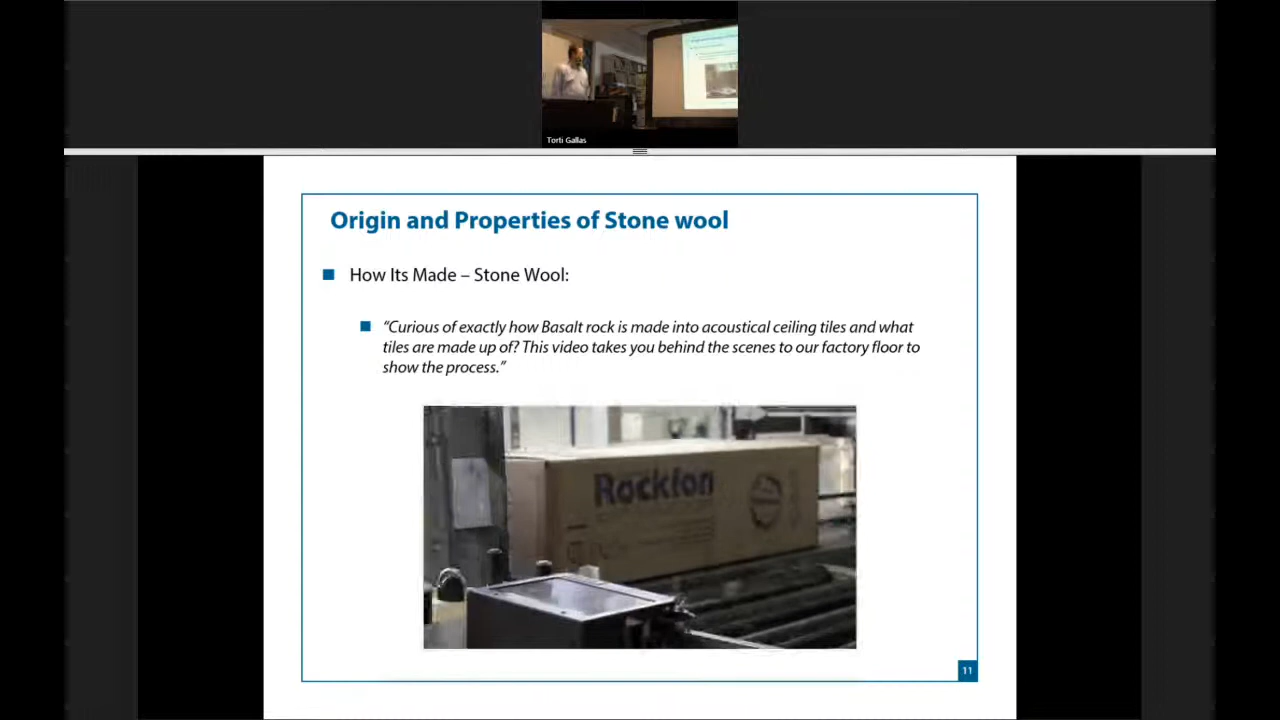 Torti Gallas
Origin and Properties of Stone wool
How Its Made – Stone Wool:
“Curious of exactly how Basalt rock is made into acoustical ceiling tiles and what
tiles are made up of? This video takes you behind the scenes to our factory floor to
show the process.”
Rockfon
11